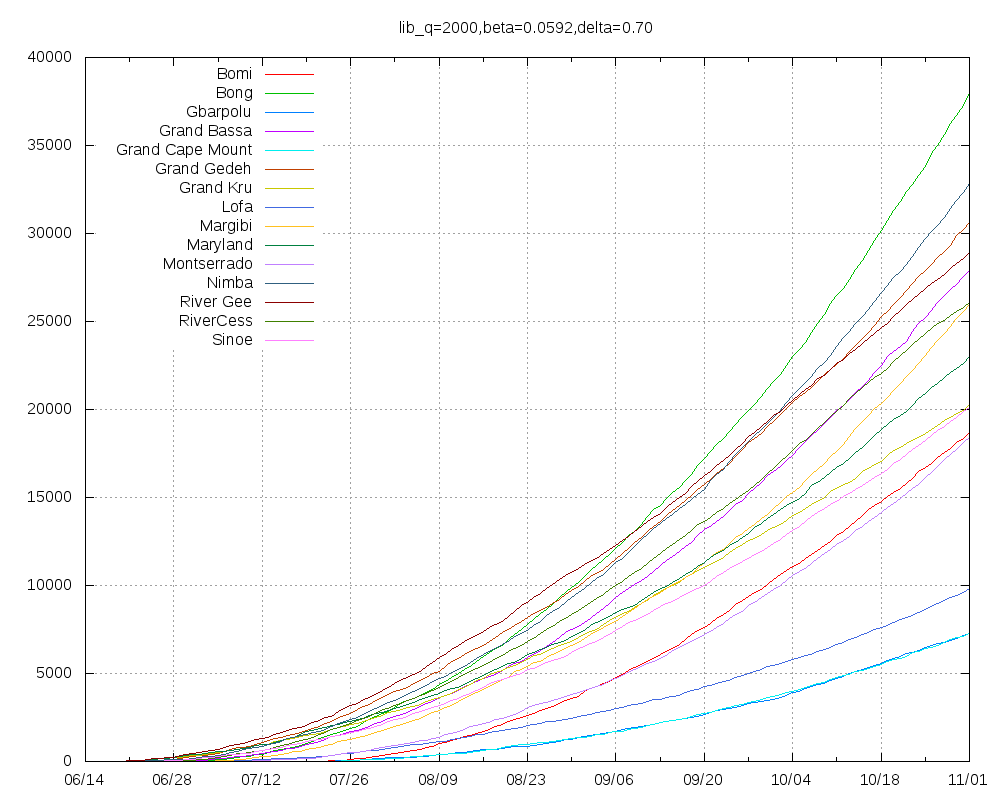 lib_q=2000,beta=0.0592,delta=0.70
40000
35000
30000
25000
20000
15000
10000
5000
0
Bomi
Bong
Gbarpolu
Grand Bassa
Grand Cape Mount
Grand Gedeh
Grand Kru
Lofa
Margibi
Maryland
Montserrado
Nimba
River Gee
RiverCess
Sinoe
06/14 06/28 07/12 07/26 08/09 08/23 09/06 09/20 10/04 10/18 11/01